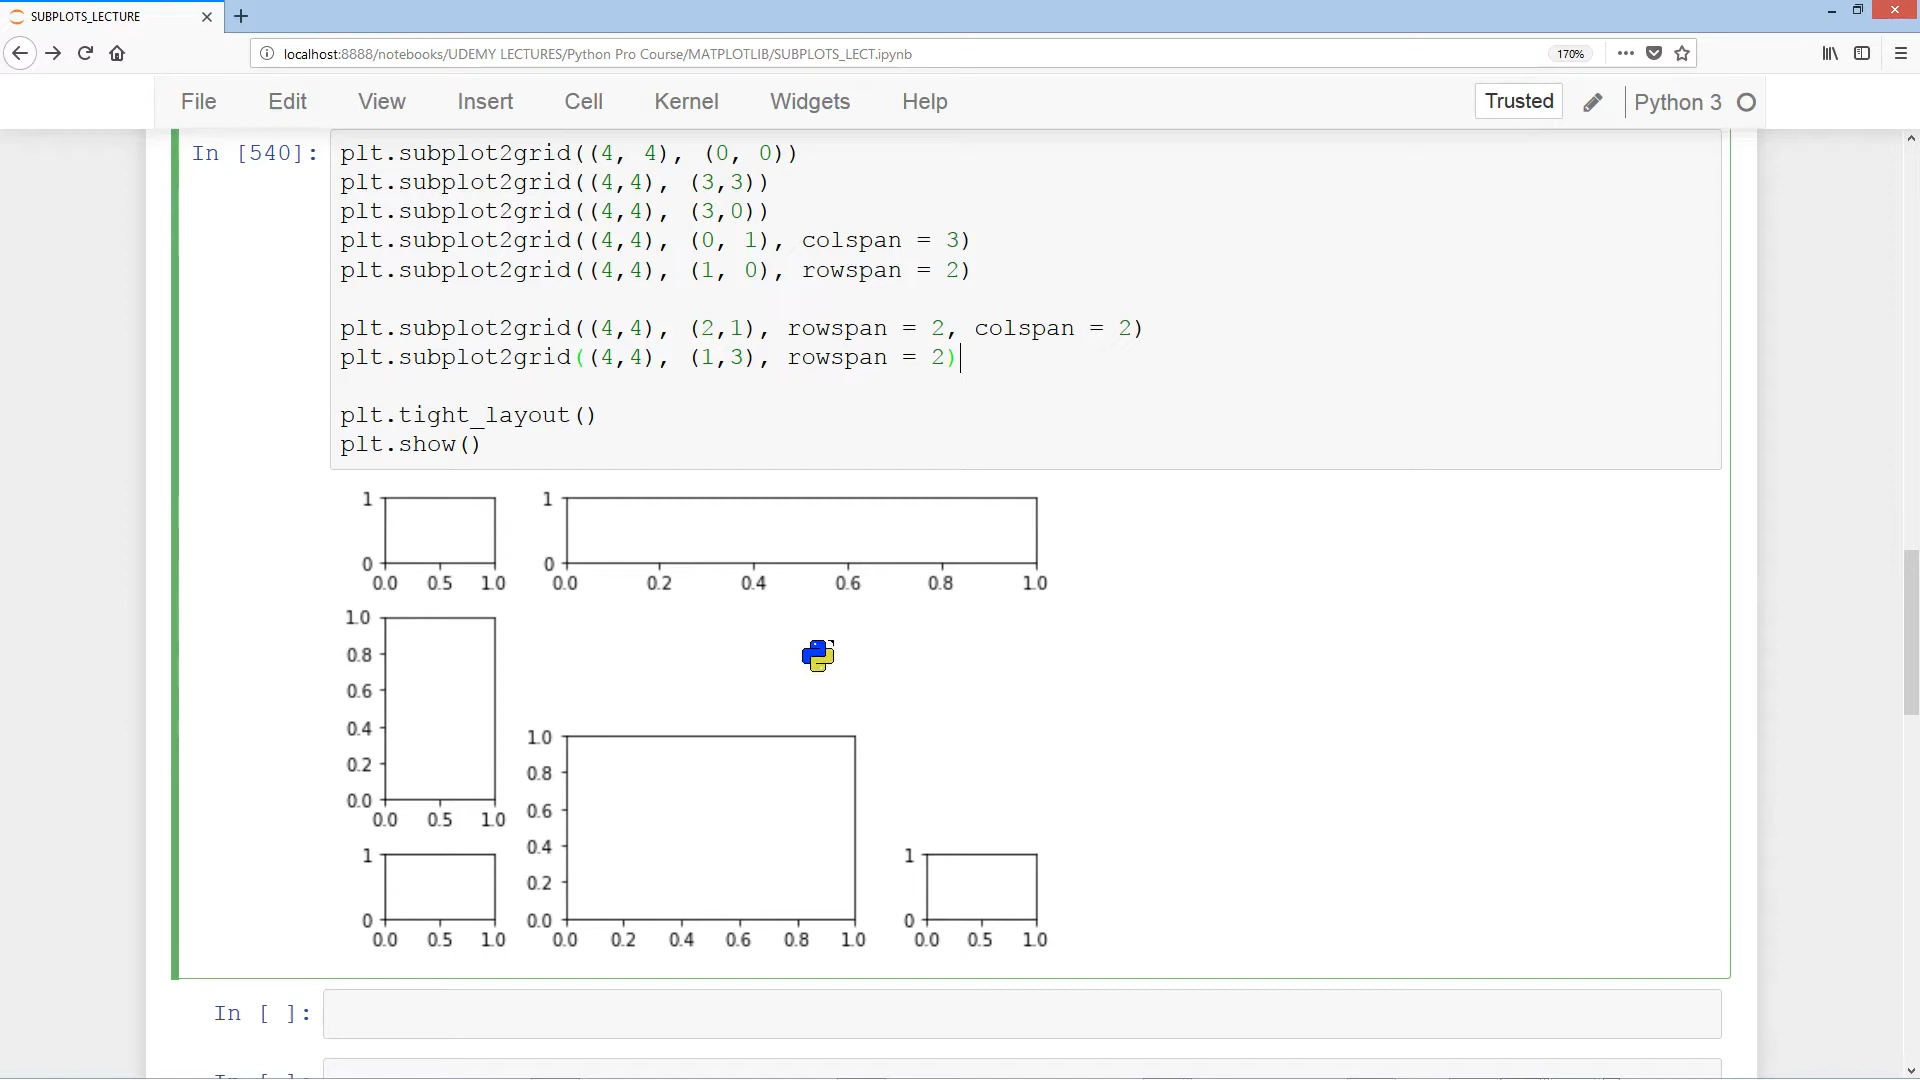 SUBPLOTS_LECTURE
localhost:8888/notebooks/UDEMY LECTURES/Python Pro Course/MATPLOTLIB/SUBPLOTS_LECT.ipynb 170%
File Edit View Insert Cell Kernel Widgets Help Trusted Python 3
In [540]: plt.subplot2grid((4, 4), (0, 0))
plt.subplot2grid((4,4), (3,3))
plt.subplot2grid((4,4), (3,0))
plt.subplot2grid((4,4), (0, 1), colspan = 3)
plt.subplot2grid((4,4), (1, 0), rowspan = 2)
plt.subplot2grid((4,4), (2,1), rowspan = 2, colspan = 2)
plt.subplot2grid((4,4), (1,3), rowspan = 2)
plt.tight_layout()
plt.show()
1 1
0 0
0.0 0.5 1.0 0.0 0.2 0.4 0.6 0.8 1.0
1.0
0.8
0.6
0.4
0.2
0.0
0.0 0.5 1.0
1.0
0.8
0.6
0.4
0.2
0.0
0.0 0.2 0.4 0.6 0.8 1.0
1
0
0.0 0.5 1.0
1
0
0.0 0.5 1.0
In [ ]: